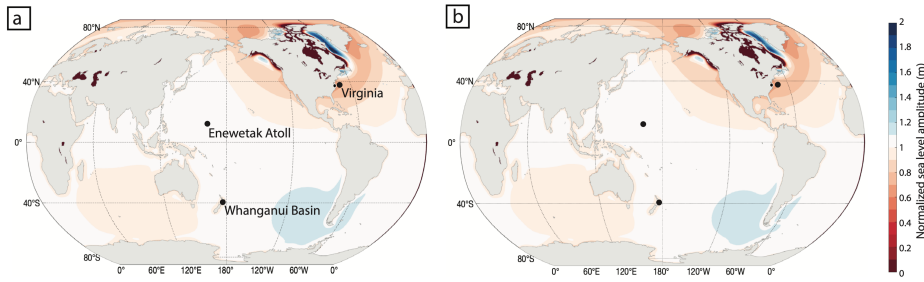 a
80°N
40°N
0°
40°S
80°S
0°
60°E
120°E
180°
120°W
60°W
0°
Virginia
Enewetak Atoll
Whanganui Basin
b
80°N
40°N
0°
40°S
80°S
0°
60°E
120°E
180°
120°W
60°W
0°
2
1.8
1.6
1.4
1.2
1
0.8
0.6
0.4
0.2
0
Normalized sea level amplitude (m)